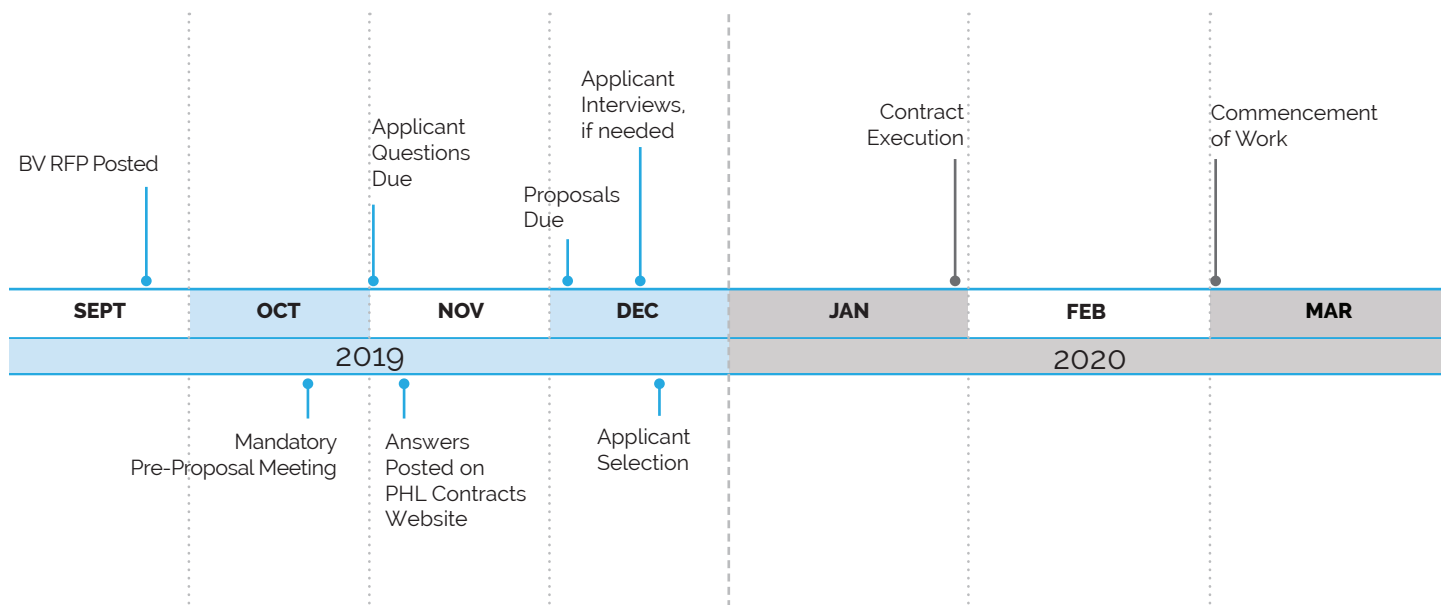 BV RFP Posted
Applicant
Questions
Due
Proposals
Due
Applicant
Interviews,
if needed
Contract
Execution
Commencement
of Work
SEPT
OCT
NOV
DEC
JAN
FEB
MAR
2019
2020
Mandatory
Pre-Proposal Meeting
Answers
Posted on
PHL Contracts
Website
Applicant
Selection